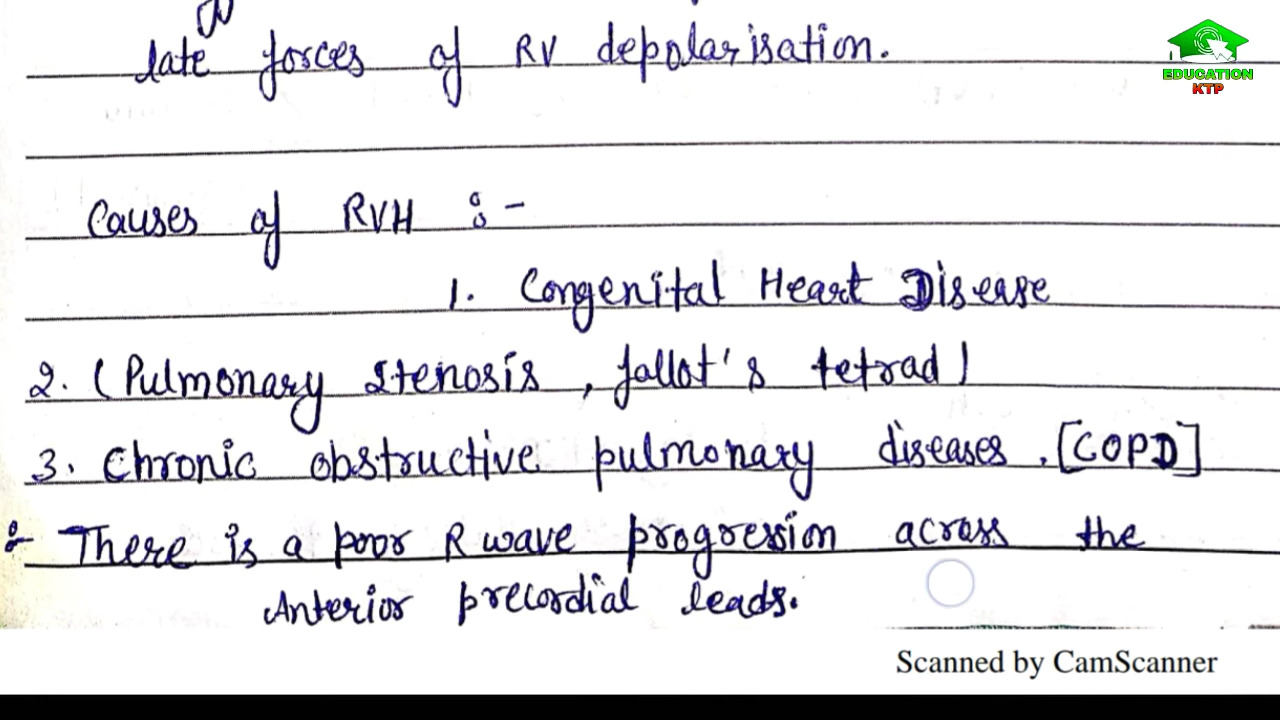 late forces of RV depolarisation.
EDUCATION
KTP
Causes of RVH :-
1. Congenital Heart Disease
2. (Pulmonary Stenosis, fallot's tetrad)
3. Chronic obstructive pulmonary diseases. [COPD]
:- There is a poor R wave progression across the
Anterior precordial leads.
Scanned by CamScanner